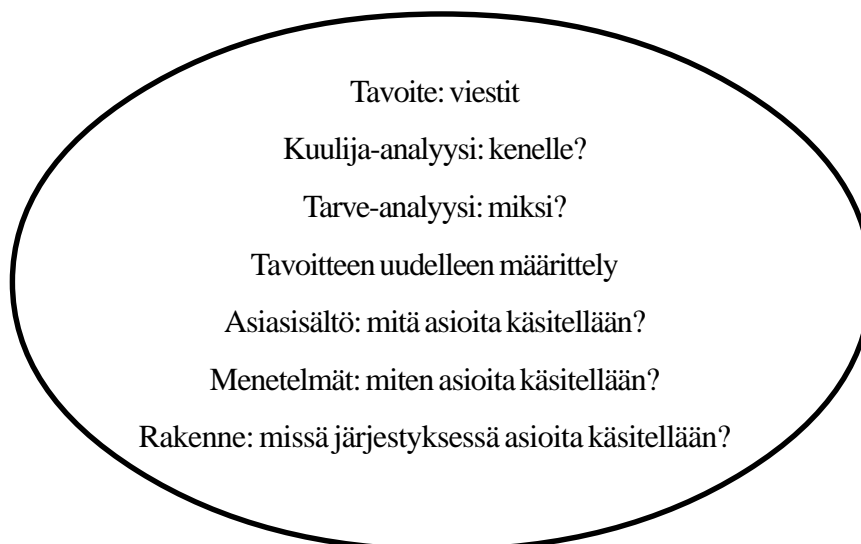 Tavoite: viestit
Kuulija-analyysi: kenelle?
Tarve-analyysi: miksi?
Tavoitteen uudelleen määrittely
Asiasisältö: mitä asioita käsitellään?
Menetelmät: miten asioita käsitellään?
Rakenne: missä järjestyksessä asioita käsitellään?